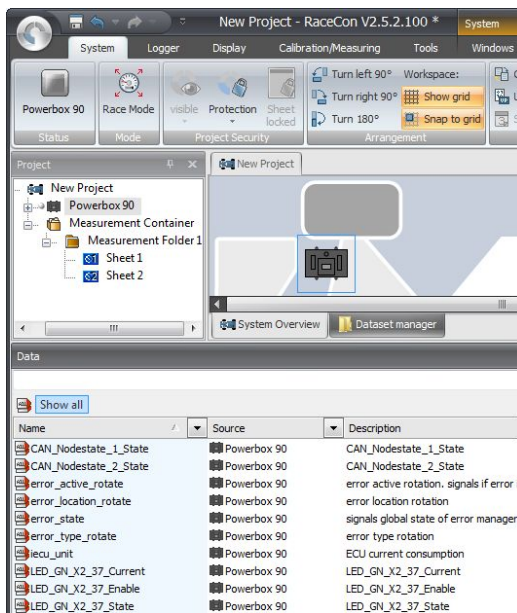 New Project - RaceCon V2.5.2.100 *
System
System Logger Display Calibration/Measuring Tools Windows
Powerbox 90
Race Mode
visible
Protection
Sheet locked
Turn left 90°
Turn right 90°
Turn 180°
Workspace:
Show grid
Snap to grid
Status
Mode
Project Security
Arrangement
Project
New Project
Powerbox 90
Measurement Container
Measurement Folder 1
Sheet 1
Sheet 2
New Project
System Overview
Dataset manager
Data
Show all
Name Source Description
CAN_Nodestate_1_State Powerbox 90 CAN_Nodestate_1_State
CAN_Nodestate_2_State Powerbox 90 CAN_Nodestate_2_State
error_active_rotate Powerbox 90 error active rotation. signals if error
error_location_rotate Powerbox 90 error location rotation
error_state Powerbox 90 signals global state of error manager
error_type_rotate Powerbox 90 error type rotation
iecu_unit Powerbox 90 ECU current consumption
LED_GN_X2_37_Current Powerbox 90 LED_GN_X2_37_Current
LED_GN_X2_37_Enable Powerbox 90 LED_GN_X2_37_Enable
LED_GN_X2_37_State Powerbox 90 LED_GN_X2_37_State